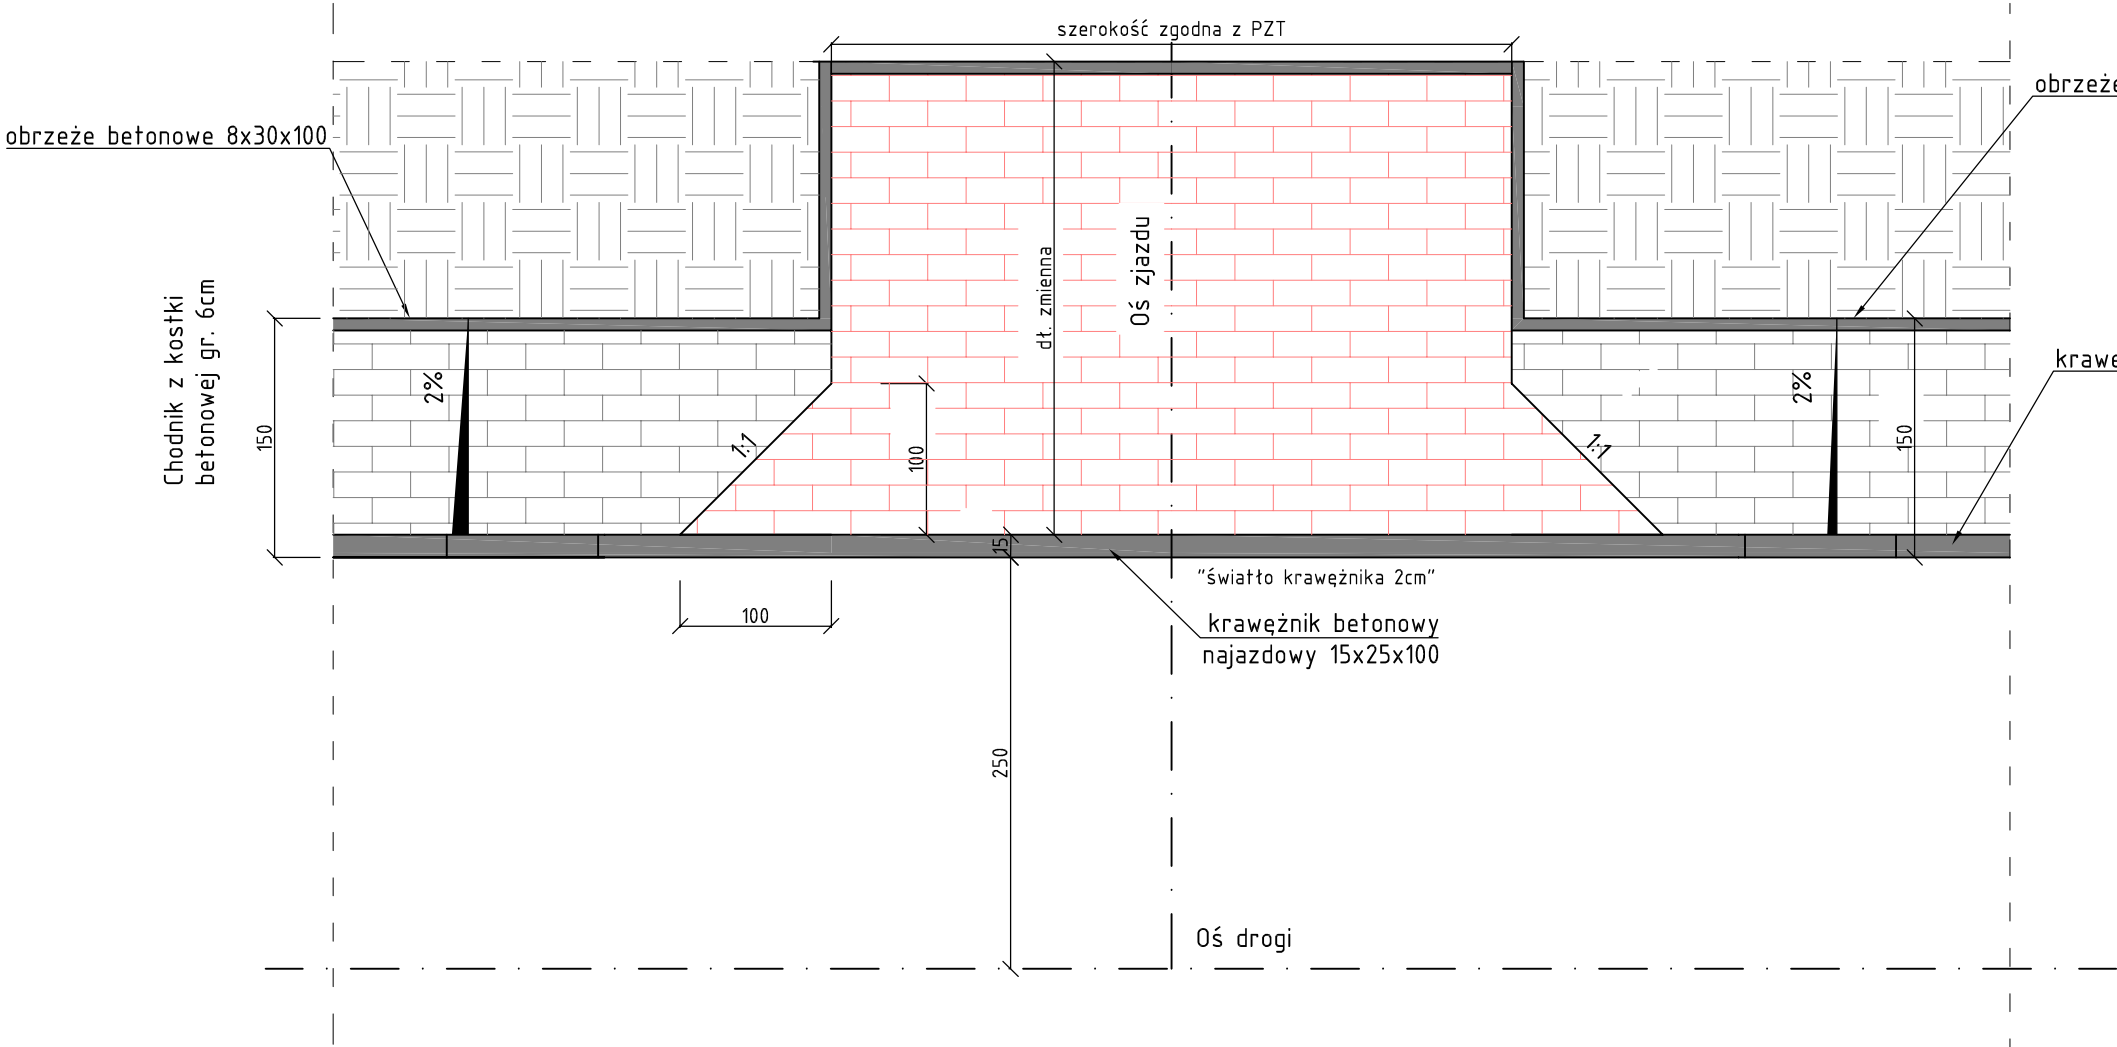 szerokość zgodna z PZT
obrzeże
obrzeże betonowe 8x30x100
Oś zjazdu
dł. zmienna
Chodnik z kostki
betonowej gr. 6cm
krawę
2%
2%
150
1:1
100
1:1
150
15
"światło krawężnika 2cm"
100
krawężnik betonowy
najazdowy 15x25x100
250
Oś drogi